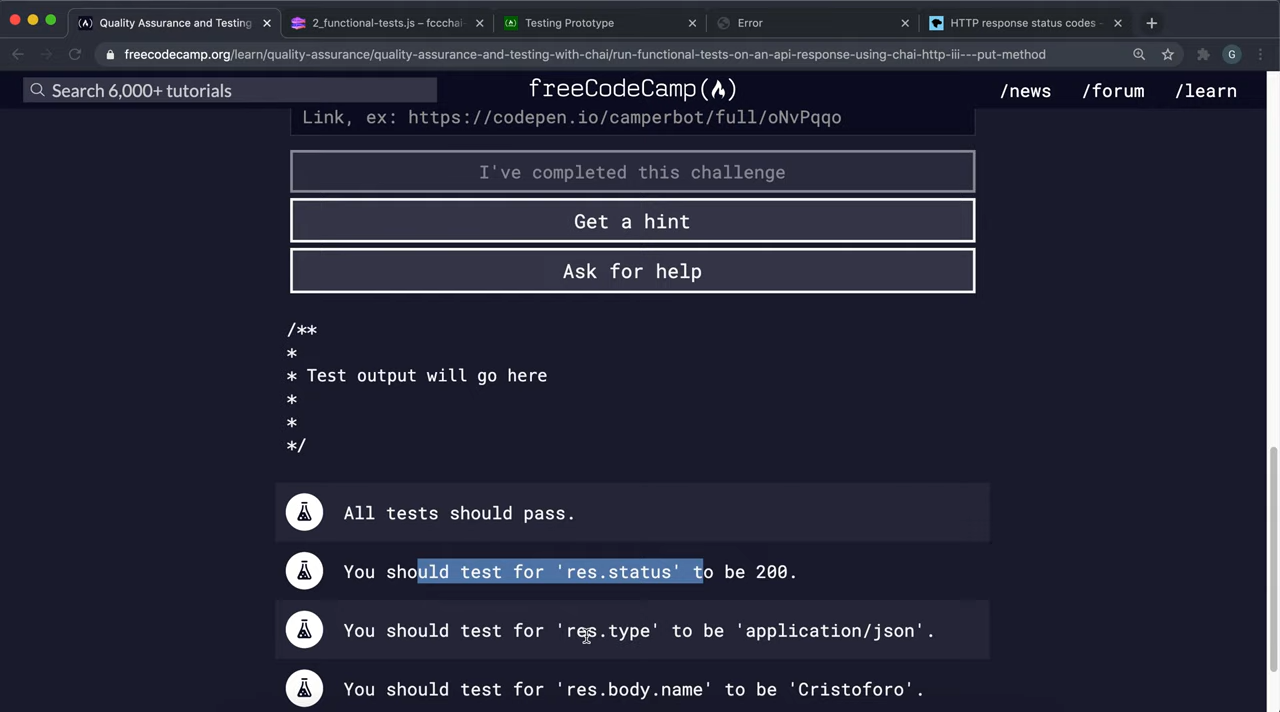 Quality Assurance and Testing
2_functional-tests.js – fccchai-
Testing Prototype
Error
HTTP response status codes -
freecodecamp.org/learn/quality-assurance/quality-assurance-and-testing-with-chai/run-functional-tests-on-an-api-response-using-chai-http-iii---put-method
G
Search 6,000+ tutorials
freeCodeCamp
/news
/forum
/learn
Link, ex: https://codepen.io/camperbot/full/oNvPqqo
I've completed this challenge
Get a hint
Ask for help
/**
*
* Test output will go here
*
*
*/
All tests should pass.
You should test for 'res.status' to be 200.
You should test for 'res.type' to be 'application/json'.
You should test for 'res.body.name' to be 'Cristoforo'.